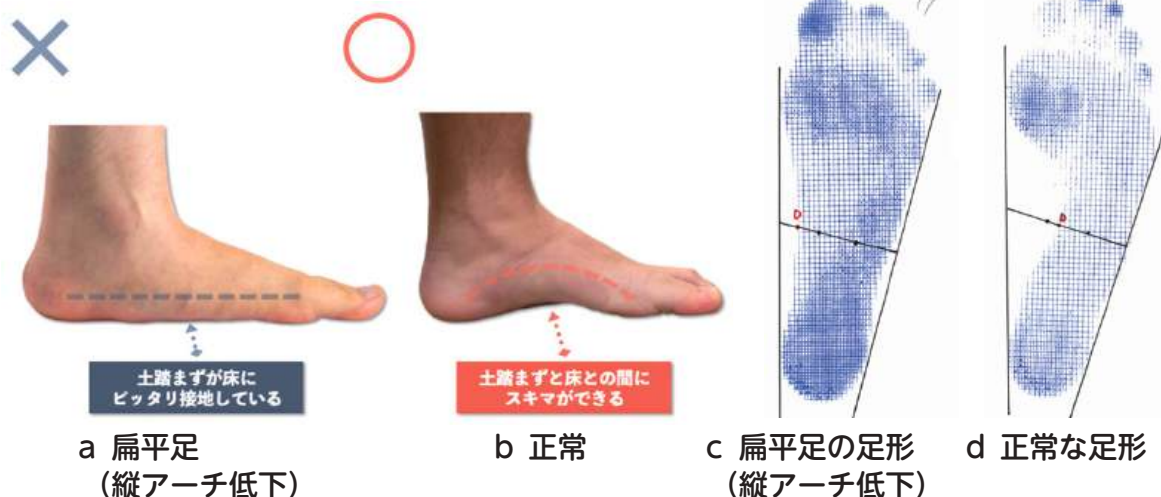 土踏まずが床に
ピッタリ接地している
土踏まずと床との間に
スキマができる
D
D
a 扁平足
（縦アーチ低下）
b 正常
c 扁平足の足形
（縦アーチ低下）
d 正常な足形